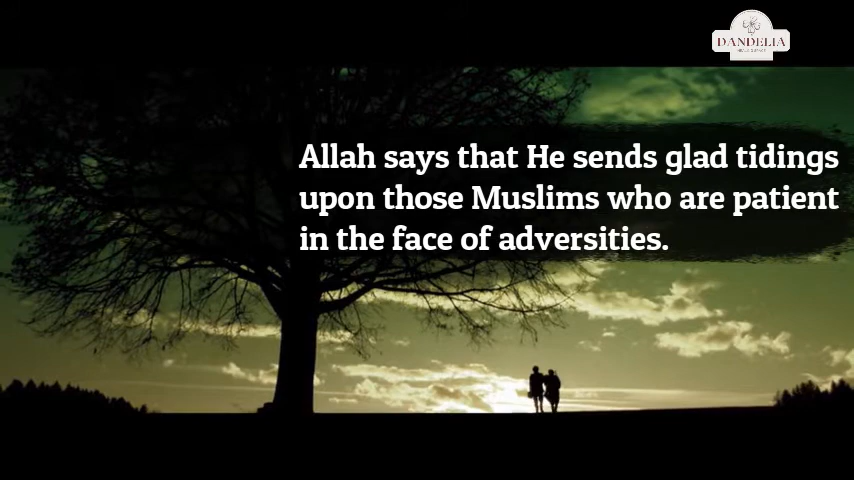 DANDELIA
Allah says that He sends glad tidings
upon those Muslims who are patient
in the face of adversities.